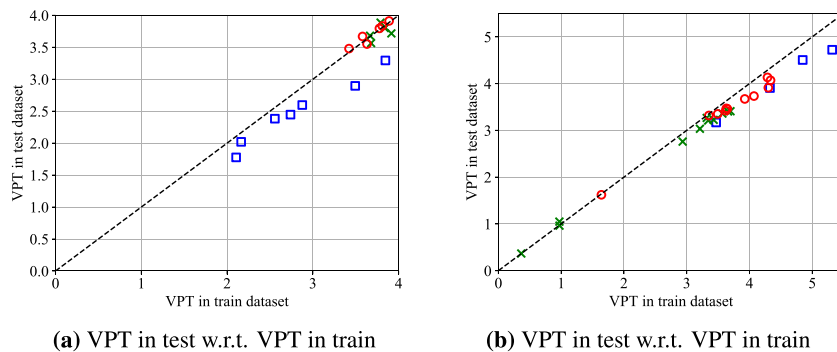 4.0
3.5
3.0
2.5
2.0
1.5
1.0
0.5
0.0
VPT in test dataset
0 1 2 3 4
VPT in train dataset
(a) VPT in test w.r.t. VPT in train
5
4
3
2
1
0
VPT in test dataset
0 1 2 3 4 5
VPT in train dataset
(b) VPT in test w.r.t. VPT in train